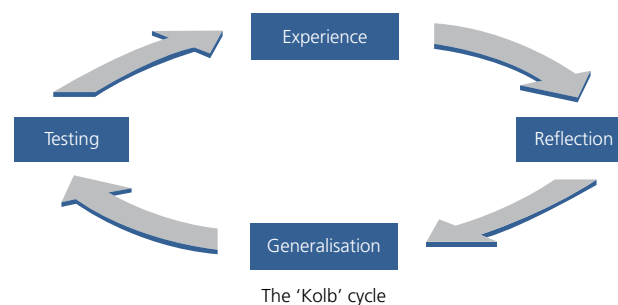 Experience
Testing
Reflection
Generalisation
The ‘Kolb’ cycle